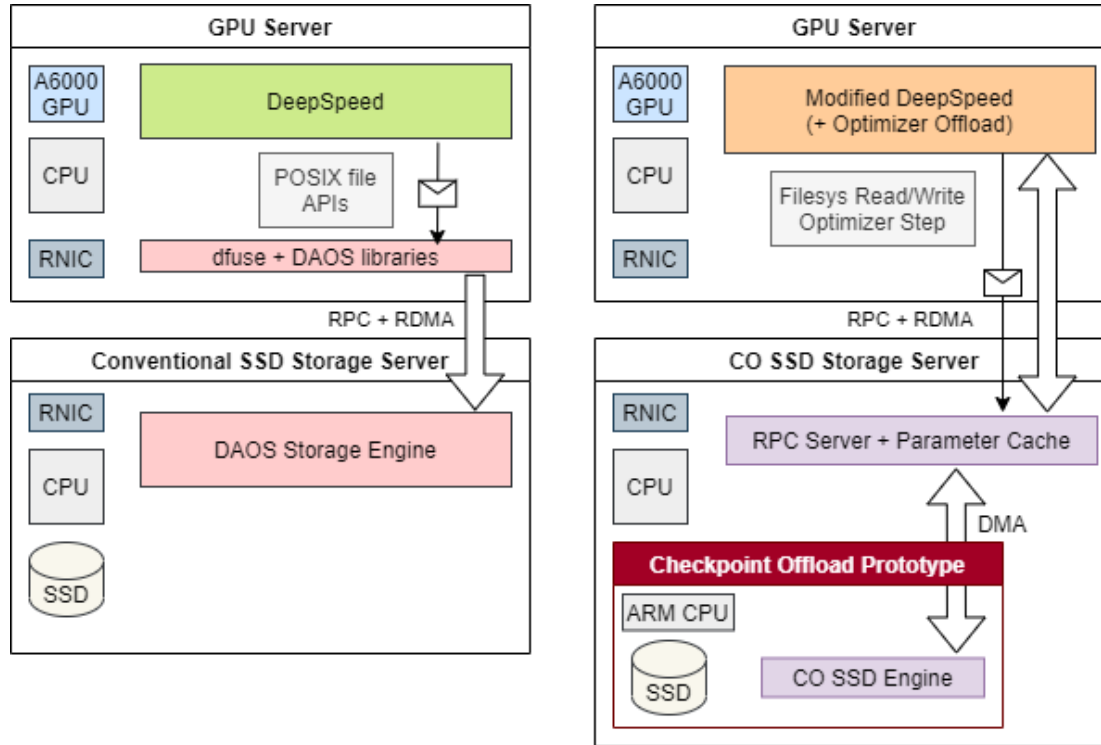 GPU Server
A6000
GPU
DeepSpeed
CPU
POSIX file
APIs
RNIC
dfuse + DAOS libraries
RPC + RDMA
Conventional SSD Storage Server
RNIC
DAOS Storage Engine
CPU
SSD
GPU Server
A6000
GPU
Modified DeepSpeed
(+ Optimizer Offload)
CPU
Filesys Read/Write
Optimizer Step
RNIC
RPC + RDMA
CO SSD Storage Server
RNIC
RPC Server + Parameter Cache
CPU
DMA
Checkpoint Offload Prototype
ARM CPU
SSD
CO SSD Engine